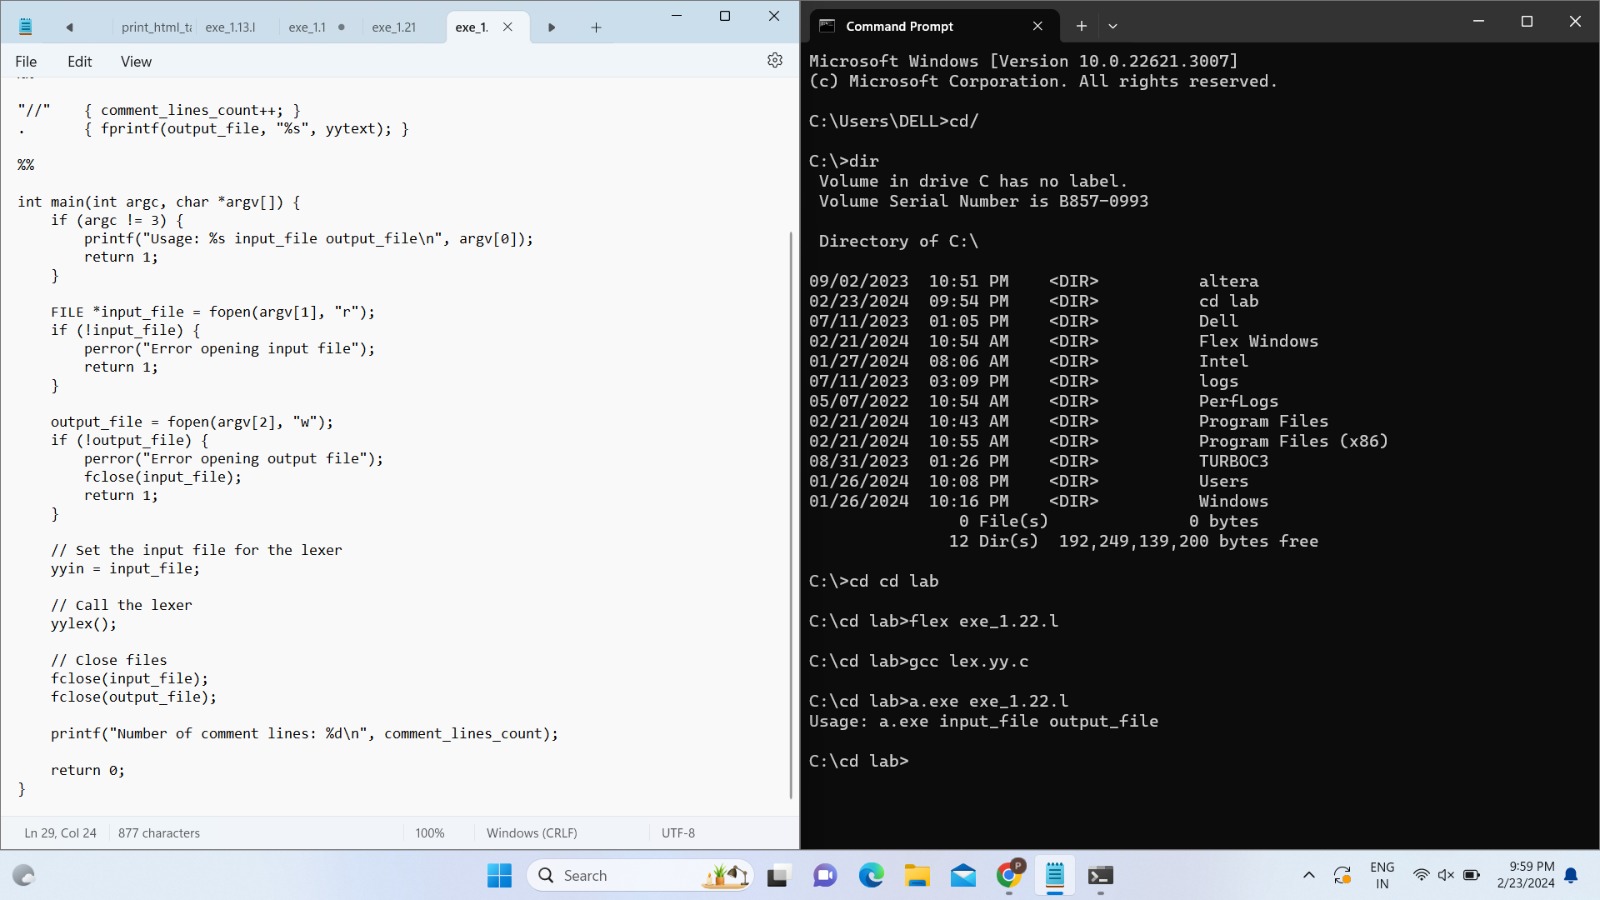 print_html_ta
exe_1.13.l
exe_1.1
exe_1.21
exe_1.
File Edit View
"//"    { comment_lines_count++; }
.       { fprintf(output_file, "%s", yytext); }
%%
int main(int argc, char *argv[]) {
    if (argc != 3) {
        printf("Usage: %s input_file output_file\n", argv[0]);
        return 1;
    }
    FILE *input_file = fopen(argv[1], "r");
    if (!input_file) {
        perror("Error opening input file");
        return 1;
    }
    output_file = fopen(argv[2], "w");
    if (!output_file) {
        perror("Error opening output file");
        fclose(input_file);
        return 1;
    }
    // Set the input file for the lexer
    yyin = input_file;
    // Call the lexer
    yylex();
    // Close files
    fclose(input_file);
    fclose(output_file);
    printf("Number of comment lines: %d\n", comment_lines_count);
    return 0;
}
Ln 29, Col 24
877 characters
100%
Windows (CRLF)
UTF-8
Command Prompt
Microsoft Windows [Version 10.0.22621.3007]
(c) Microsoft Corporation. All rights reserved.
C:\Users\DELL>cd/
C:\>dir
 Volume in drive C has no label.
 Volume Serial Number is B857-0993
 Directory of C:\
09/02/2023  10:51 PM    <DIR>          altera
02/23/2024  09:54 PM    <DIR>          cd lab
07/11/2023  01:05 PM    <DIR>          Dell
02/21/2024  10:54 AM    <DIR>          Flex Windows
01/27/2024  08:06 AM    <DIR>          Intel
07/11/2023  03:09 PM    <DIR>          logs
05/07/2022  10:54 AM    <DIR>          PerfLogs
02/21/2024  10:43 AM    <DIR>          Program Files
02/21/2024  10:55 AM    <DIR>          Program Files (x86)
08/31/2023  01:26 PM    <DIR>          TURBOC3
01/26/2024  10:08 PM    <DIR>          Users
01/26/2024  10:16 PM    <DIR>          Windows
               0 File(s)              0 bytes
              12 Dir(s)  192,249,139,200 bytes free
C:\>cd cd lab
C:\cd lab>flex exe_1.22.l
C:\cd lab>gcc lex.yy.c
C:\cd lab>a.exe exe_1.22.l
Usage: a.exe input_file output_file
C:\cd lab>
Search
P
ENG
IN
9:59 PM
2/23/2024